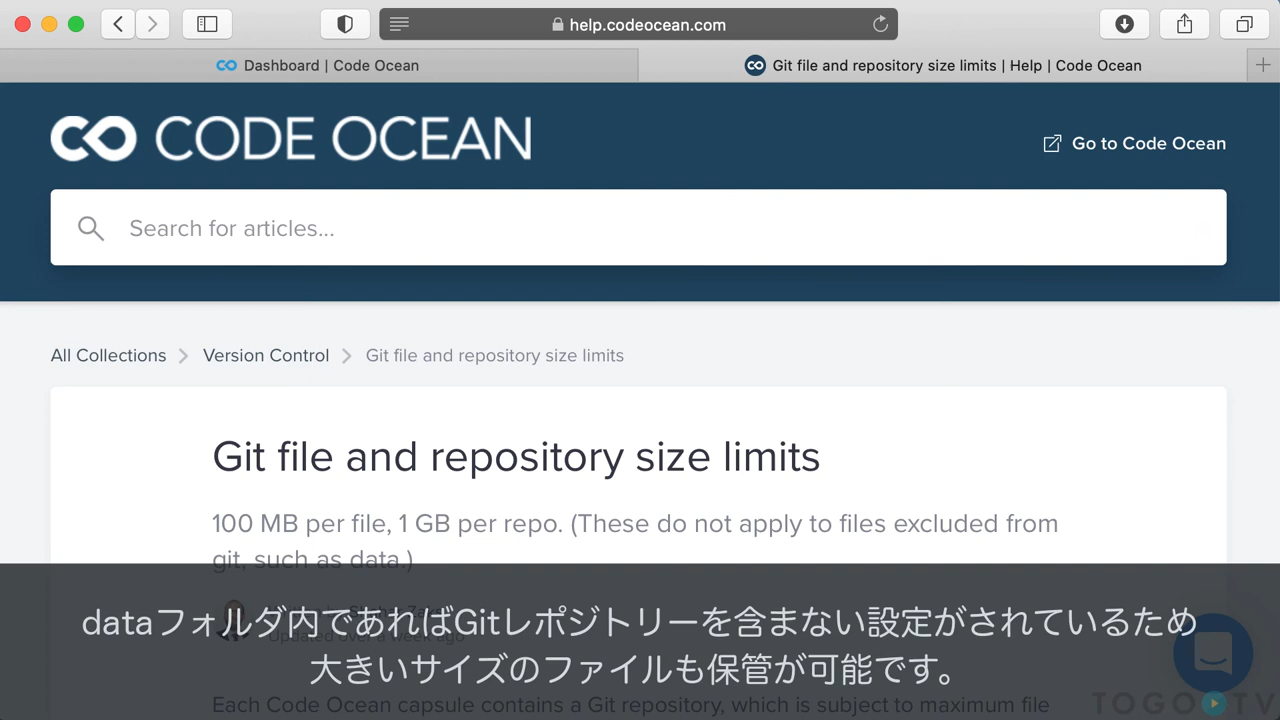 help.codeocean.com
Dashboard | Code Ocean
Git file and repository size limits | Help | Code Ocean
CODE OCEAN
Go to Code Ocean
Search for articles...
All Collections
Version Control
Git file and repository size limits
Git file and repository size limits
100 MB per file, 1 GB per repo. (These do not apply to files excluded from
git, such as data.)
Updated over a week ago
dataフォルダ内であればGitレポジトリーを含まない設定がされているため
大きいサイズのファイルも保管が可能です。
Each Code Ocean capsule contains a Git repository, which is subject to maximum file
TOGO TV